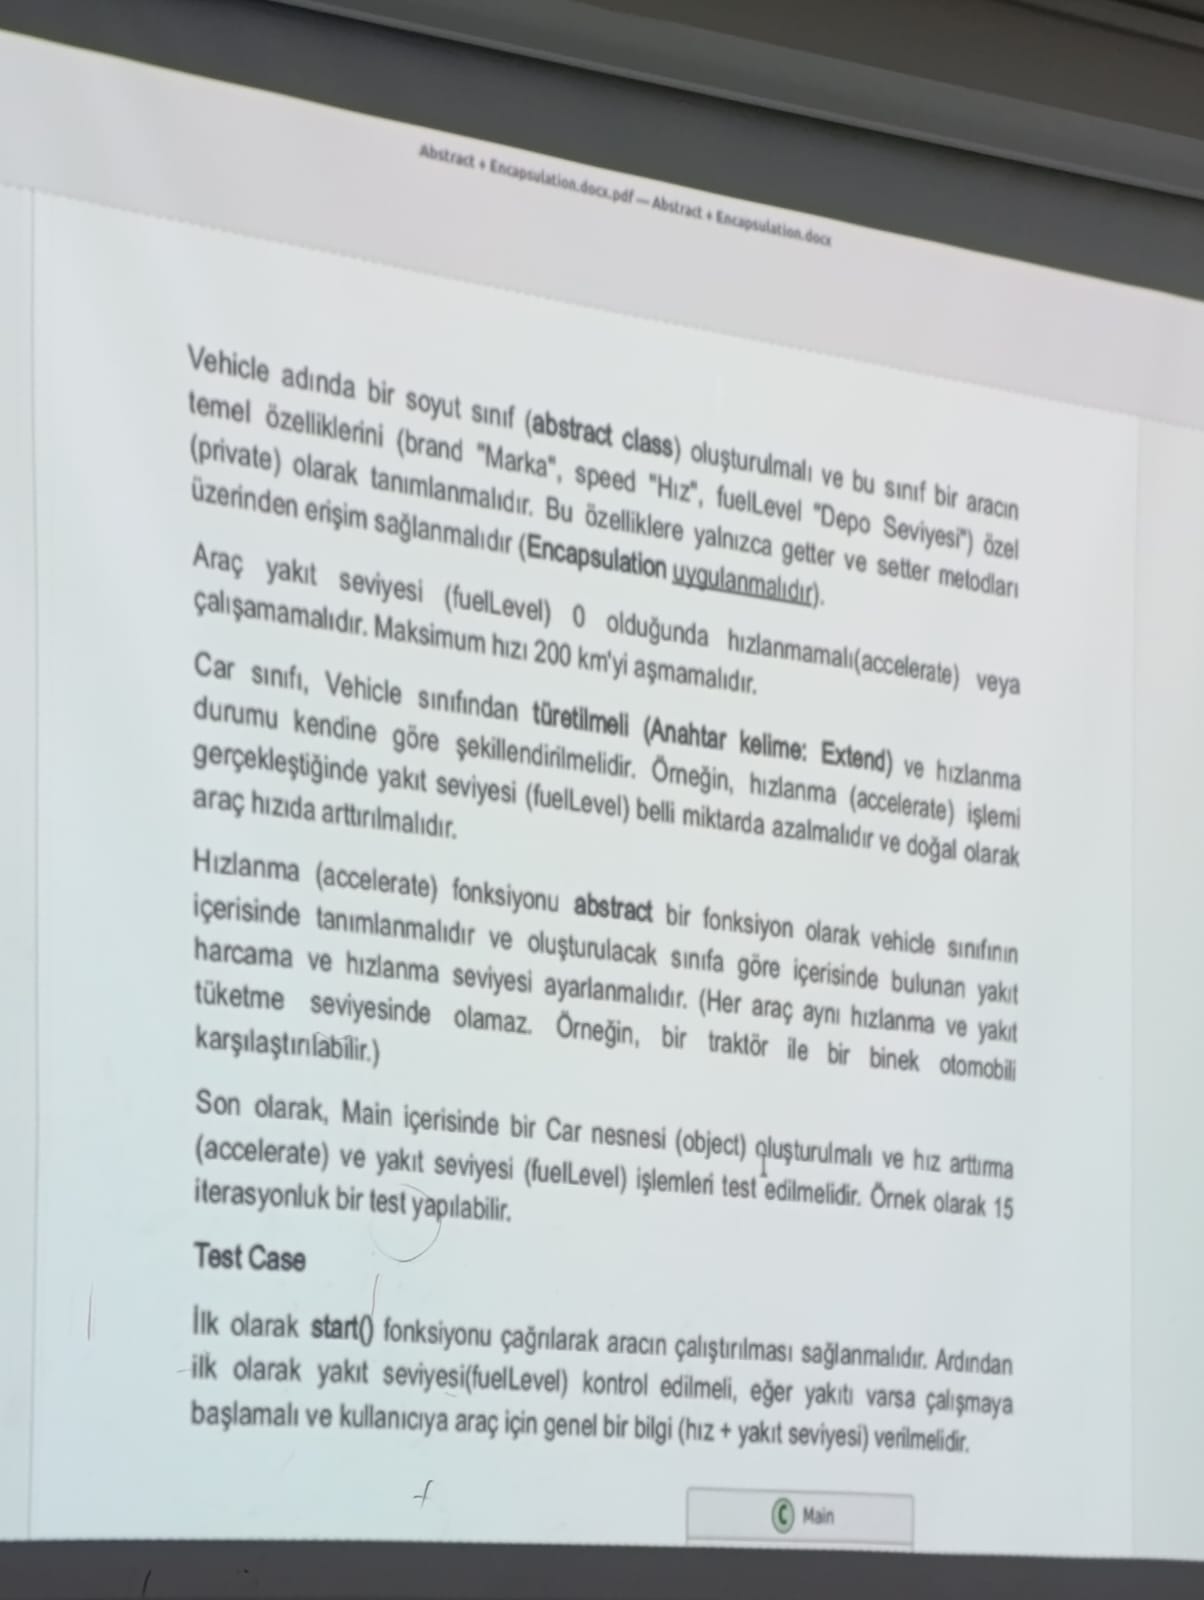 Abstract + Encapsulation.docx.pdf — Abstract + Encapsulation.docx
Vehicle adında bir soyut sınıf (abstract class) oluşturulmalı ve bu sınıf bir aracın
temel özelliklerini (brand "Marka", speed "Hız", fuelLevel "Depo Seviyesi") özel
(private) olarak tanımlanmalıdır. Bu özelliklere yalnızca getter ve setter metodları
üzerinden erişim sağlanmalıdır (Encapsulation uygulanmalıdır).
Araç yakıt seviyesi (fuelLevel) 0 olduğunda hızlanmamalı(accelerate) veya
çalışamamalıdır. Maksimum hızı 200 km'yi aşmamalıdır.
Car sınıfı, Vehicle sınıfından türetilmeli (Anahtar kelime: Extend) ve hızlanma
durumu kendine göre şekillendirilmelidir. Örneğin, hızlanma (accelerate) işlemi
gerçekleştiğinde yakıt seviyesi (fuelLevel) belli miktarda azalmalıdır ve doğal olarak
araç hızıda arttırılmalıdır.
Hızlanma (accelerate) fonksiyonu abstract bir fonksiyon olarak vehicle sınıfının
içerisinde tanımlanmalıdır ve oluşturulacak sınıfa göre içerisinde bulunan yakıt
harcama ve hızlanma seviyesi ayarlanmalıdır. (Her araç aynı hızlanma ve yakıt
tüketme seviyesinde olamaz. Örneğin, bir traktör ile bir binek otomobili
karşılaştırılabilir.)
Son olarak, Main içerisinde bir Car nesnesi (object) oluşturulmalı ve hız arttırma
(accelerate) ve yakıt seviyesi (fuelLevel) işlemleri test edilmelidir. Örnek olarak 15
iterasyonluk bir test yapılabilir.
Test Case
İlk olarak start() fonksiyonu çağrılarak aracın çalıştırılması sağlanmalıdır. Ardından
ilk olarak yakıt seviyesi(fuelLevel) kontrol edilmeli, eğer yakıtı varsa çalışmaya
başlamalı ve kullanıcıya araç için genel bir bilgi (hız + yakıt seviyesi) verilmelidir.
C Main